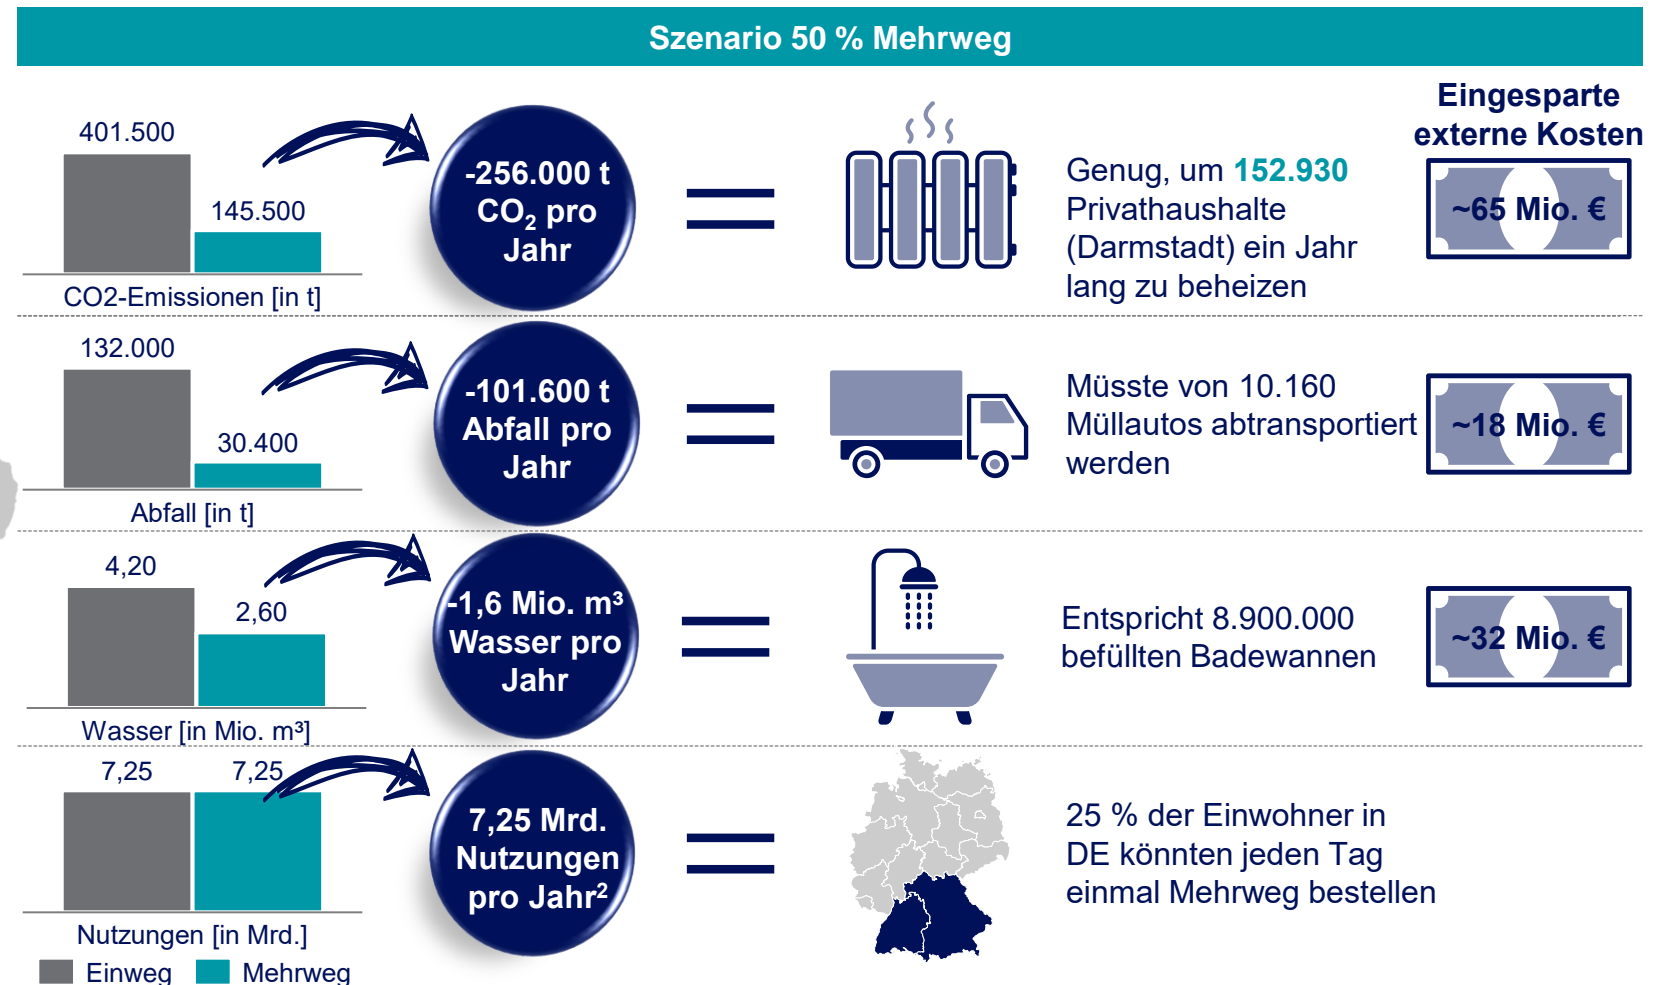 Szenario 50 % Mehrweg
Eingesparte
externe Kosten
401.500
145.500
CO2-Emissionen [in t]
-256.000 t
CO₂ pro
Jahr
Genug, um 152.930
Privathaushalte
(Darmstadt) ein Jahr
lang zu beheizen
~65 Mio. €
132.000
30.400
Abfall [in t]
-101.600 t
Abfall pro
Jahr
Müsste von 10.160
Müllautos abtransportiert
werden
~18 Mio. €
4,20
2,60
Wasser [in Mio. m³]
-1,6 Mio. m³
Wasser pro
Jahr
Entspricht 8.900.000
befüllten Badewannen
~32 Mio. €
7,25
7,25
Nutzungen [in Mrd.]
7,25 Mrd.
Nutzungen
pro Jahr²
25 % der Einwohner in
DE könnten jeden Tag
einmal Mehrweg bestellen
Einweg
Mehrweg